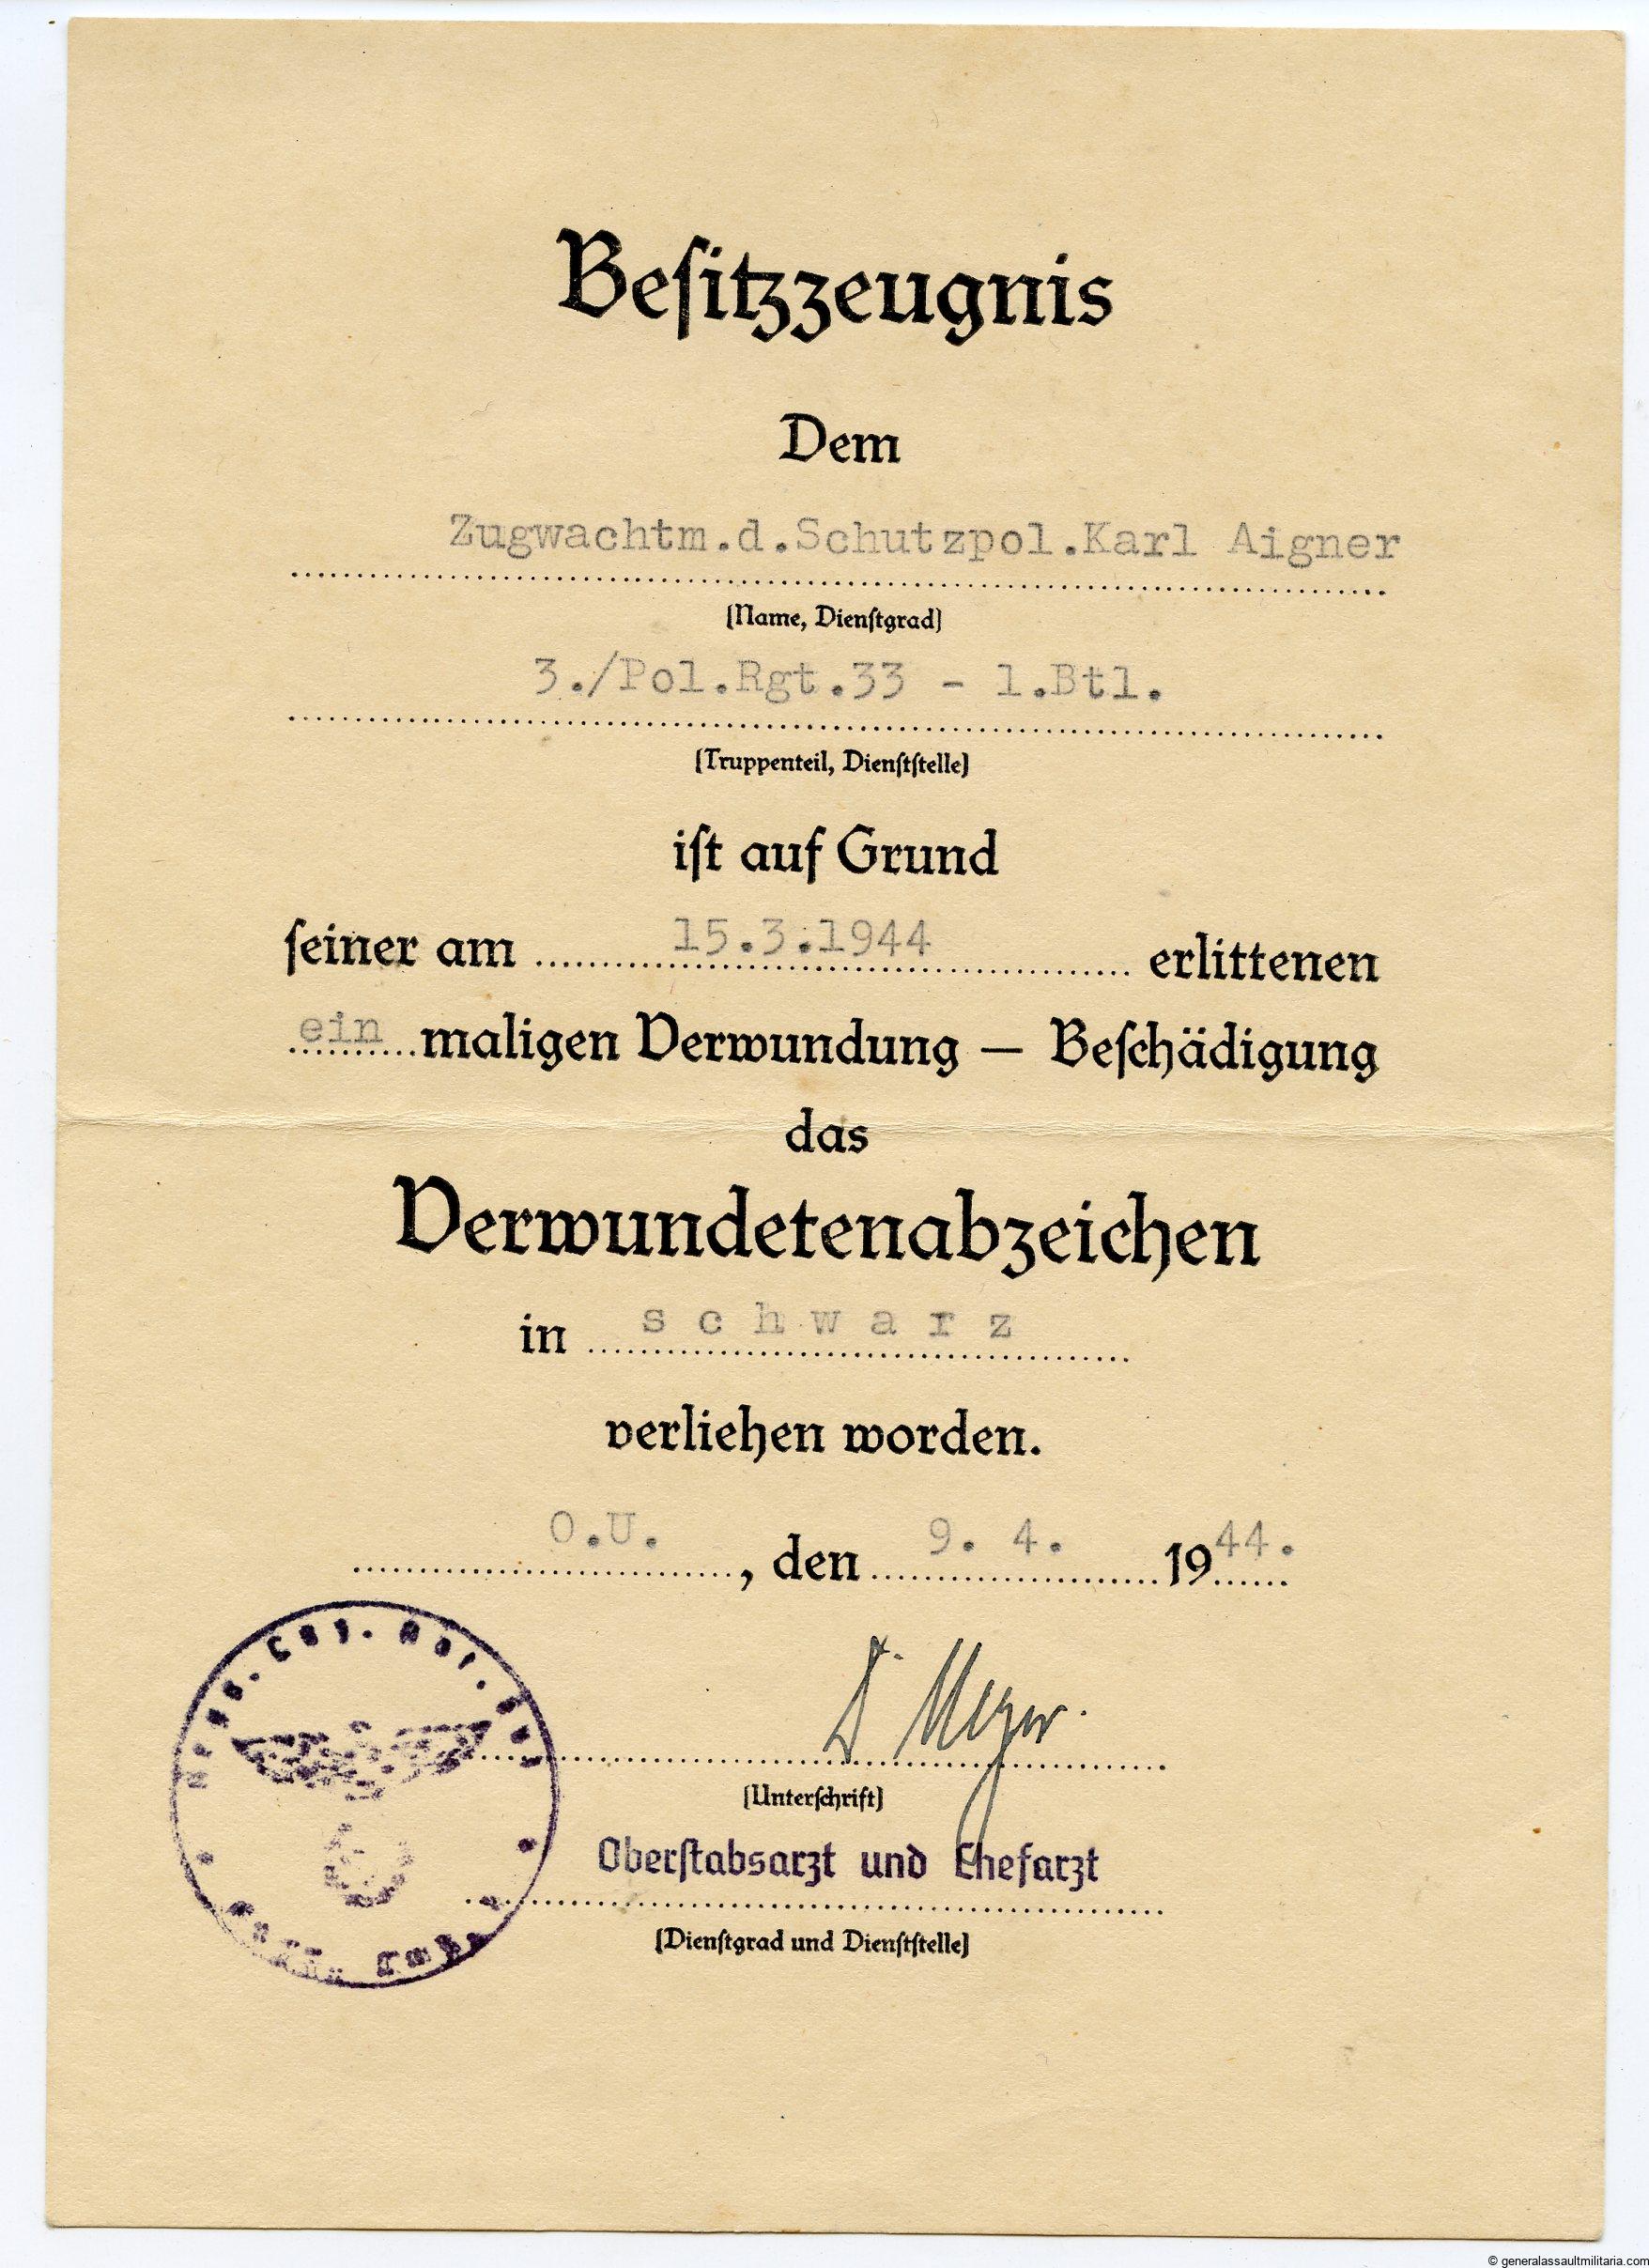 Besitzzeugnis
Dem
Zugwachtm.d.Schutzpol.Karl Aigner
(Name, Dienstgrad)
3./Pol.Rgt.33 - 1.Btl.
(Truppenteil, Dienststelle)
ist auf Grund
seiner am 15.3.1944 erlittenen
ein maligen Verwundung — Beschädigung
das
Verwundetenabzeichen
in schwarz
verliehen worden.
O.U. , den 9. 4. 1944.
Dr Meyer.
(Unterschrift)
Oberstabsarzt und Chefarzt
(Dienstgrad und Dienststelle)
© generalassaultmilitaria.com